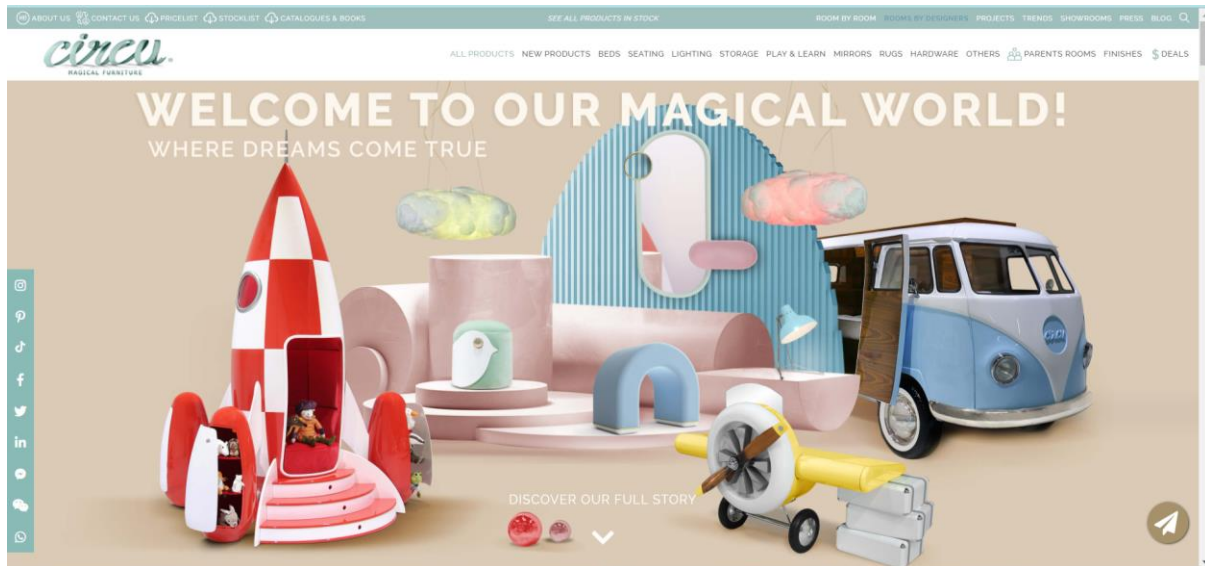 ABOUT US CONTACT US PRICELIST STOCKLIST CATALOGUES & BOOKS SEE ALL PRODUCTS IN STOCK ROOM BY ROOM ROOMS BY DESIGNERS PROJECTS TRENDS SHOWROOMS PRESS BLOG
circu.
MAGICAL FURNITURE
ALL PRODUCTS NEW PRODUCTS BEDS SEATING LIGHTING STORAGE PLAY & LEARN MIRRORS RUGS HARDWARE OTHERS PARENTS ROOMS FINISHES $ DEALS
WELCOME TO OUR MAGICAL WORLD!
WHERE DREAMS COME TRUE
DISCOVER OUR FULL STORY